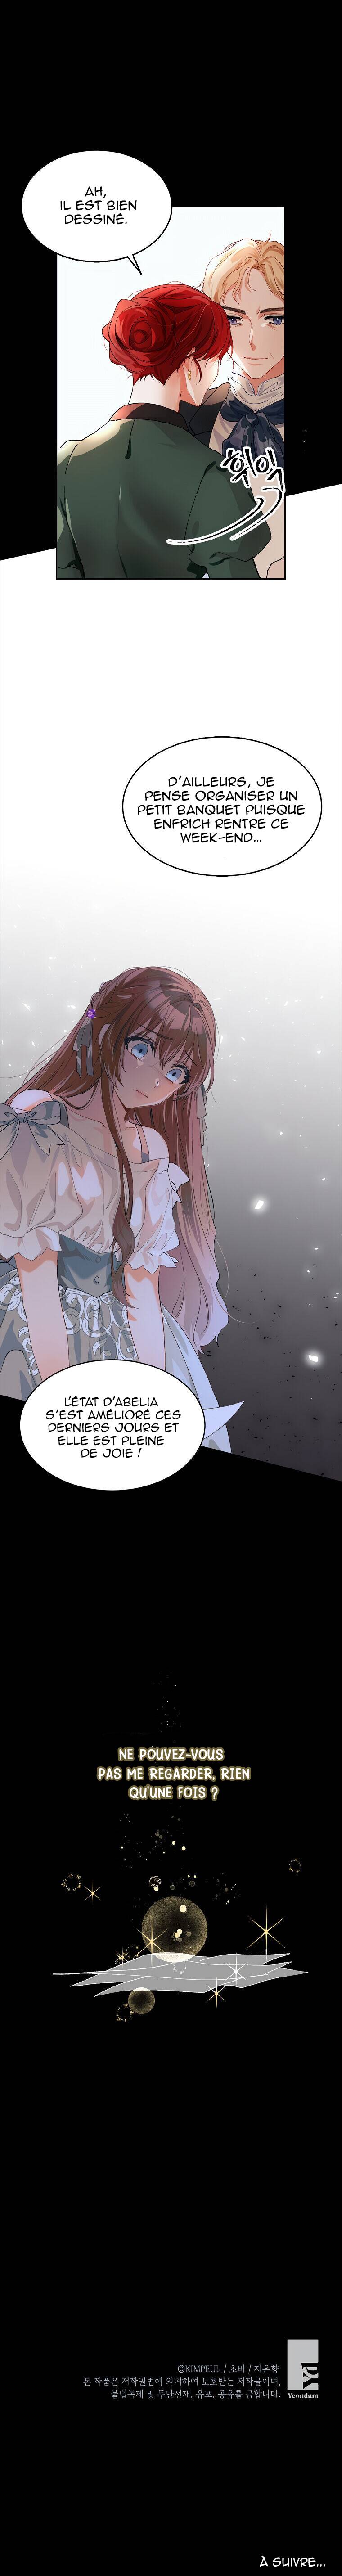 AH,
IL EST BIEN
DESSINÉ.
휘이익
D'AILLEURS, JE
PENSE ORGANISER UN
PETIT BANQUET PUISQUE
ENFRICH RENTRE CE
WEEK-END...
L'ÉTAT D'ABELIA
S'EST AMÉLIORÉ CES
DERNIERS JOURS ET
ELLE EST PLEINE
DE JOIE !
NE POUVEZ-VOUS
PAS ME REGARDER, RIEN
QU'UNE FOIS ?
©KIMPEUL / 초바 / 자은향
본 작품은 저작권법에 의거하여 보호받는 저작물이며,
불법복제 및 무단전재, 유포, 공유를 금합니다.
Yeondam
À SUIVRE...